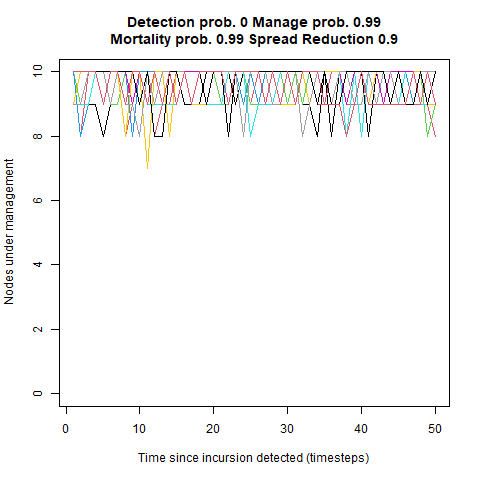 Detection prob. 0 Manage prob. 0.99
Mortality prob. 0.99 Spread Reduction 0.9
Nodes under management
10
8
6
4
2
0
0 10 20 30 40 50
Time since incursion detected (timesteps)